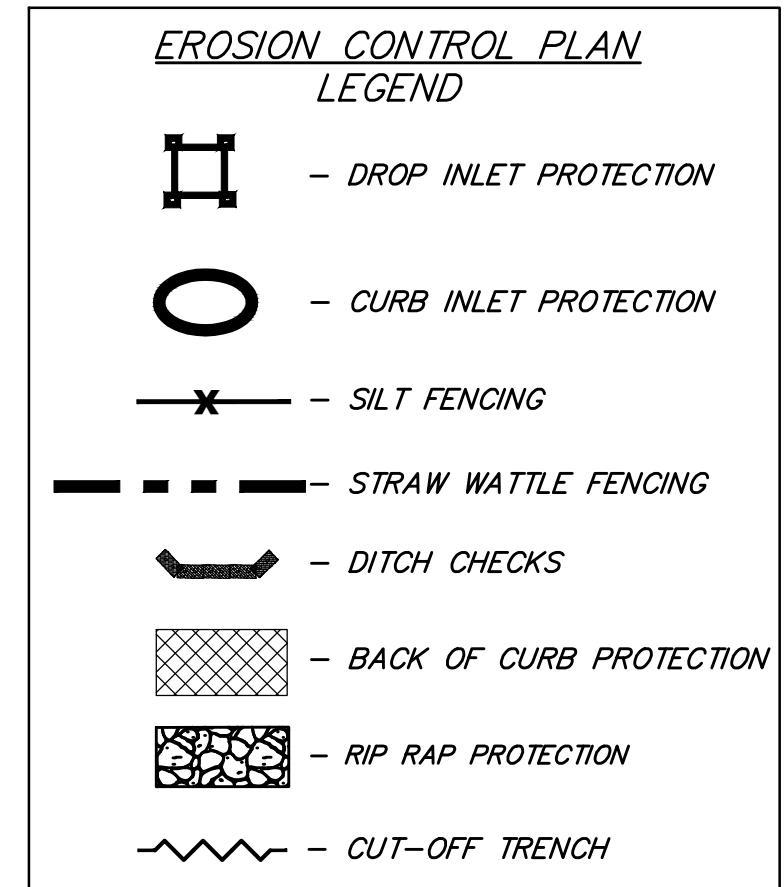 EROSION CONTROL PLAN
LEGEND
- DROP INLET PROTECTION
- CURB INLET PROTECTION
- SILT FENCING
- STRAW WATTLE FENCING
- DITCH CHECKS
- BACK OF CURB PROTECTION
- RIP RAP PROTECTION
- CUT-OFF TRENCH